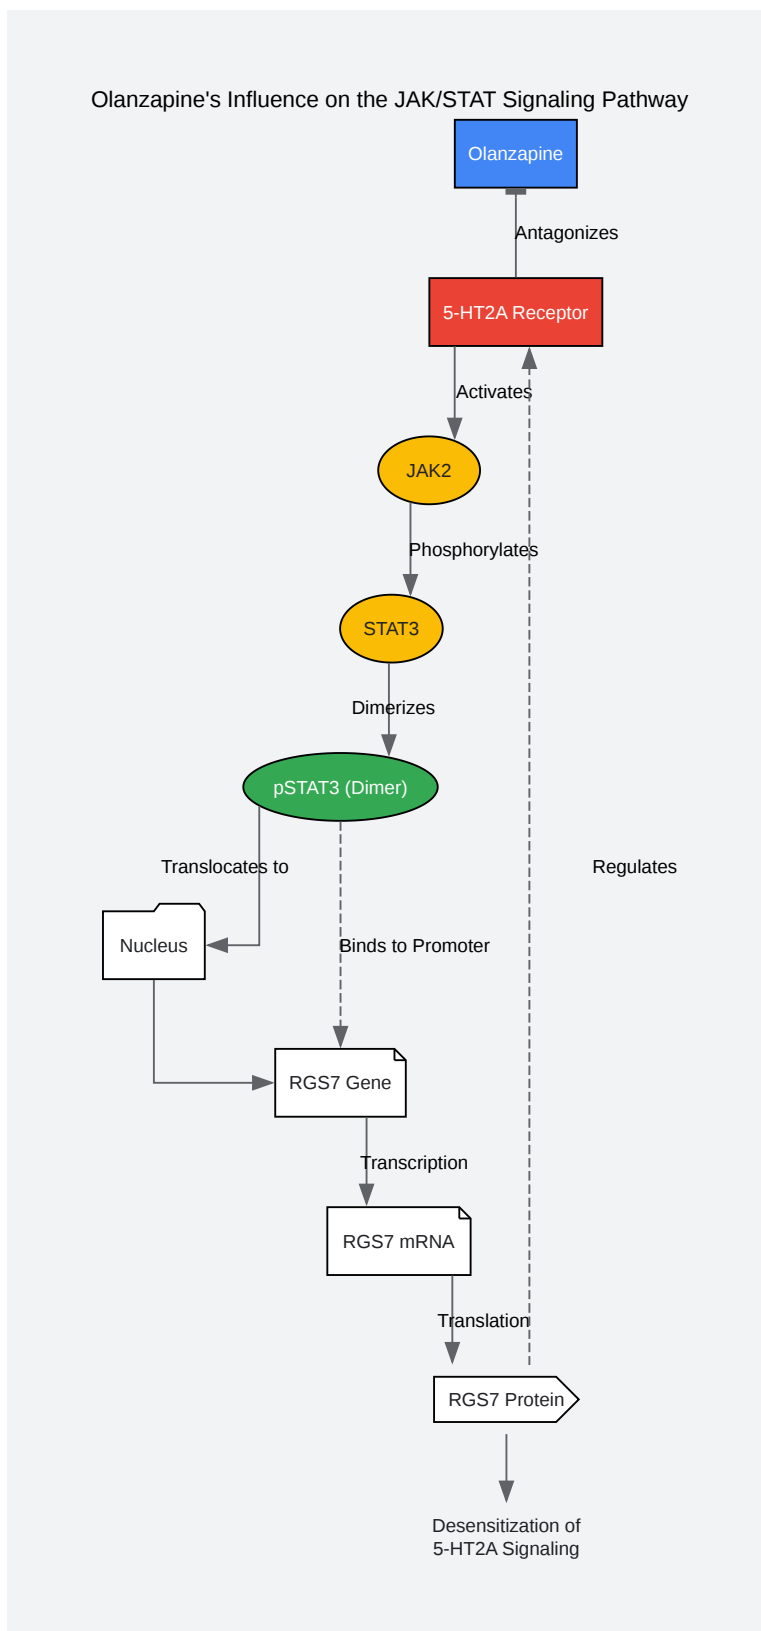 Olanzapine's Influence on the JAK/STAT Signaling Pathway
Olanzapine
Antagonizes
5-HT2A Receptor
Activates
JAK2
Phosphorylates
STAT3
Dimerizes
pSTAT3 (Dimer)
Translocates to
Regulates
Nucleus
Binds to Promoter
RGS7 Gene
Transcription
RGS7 mRNA
Translation
RGS7 Protein
Desensitization of
5-HT2A Signaling